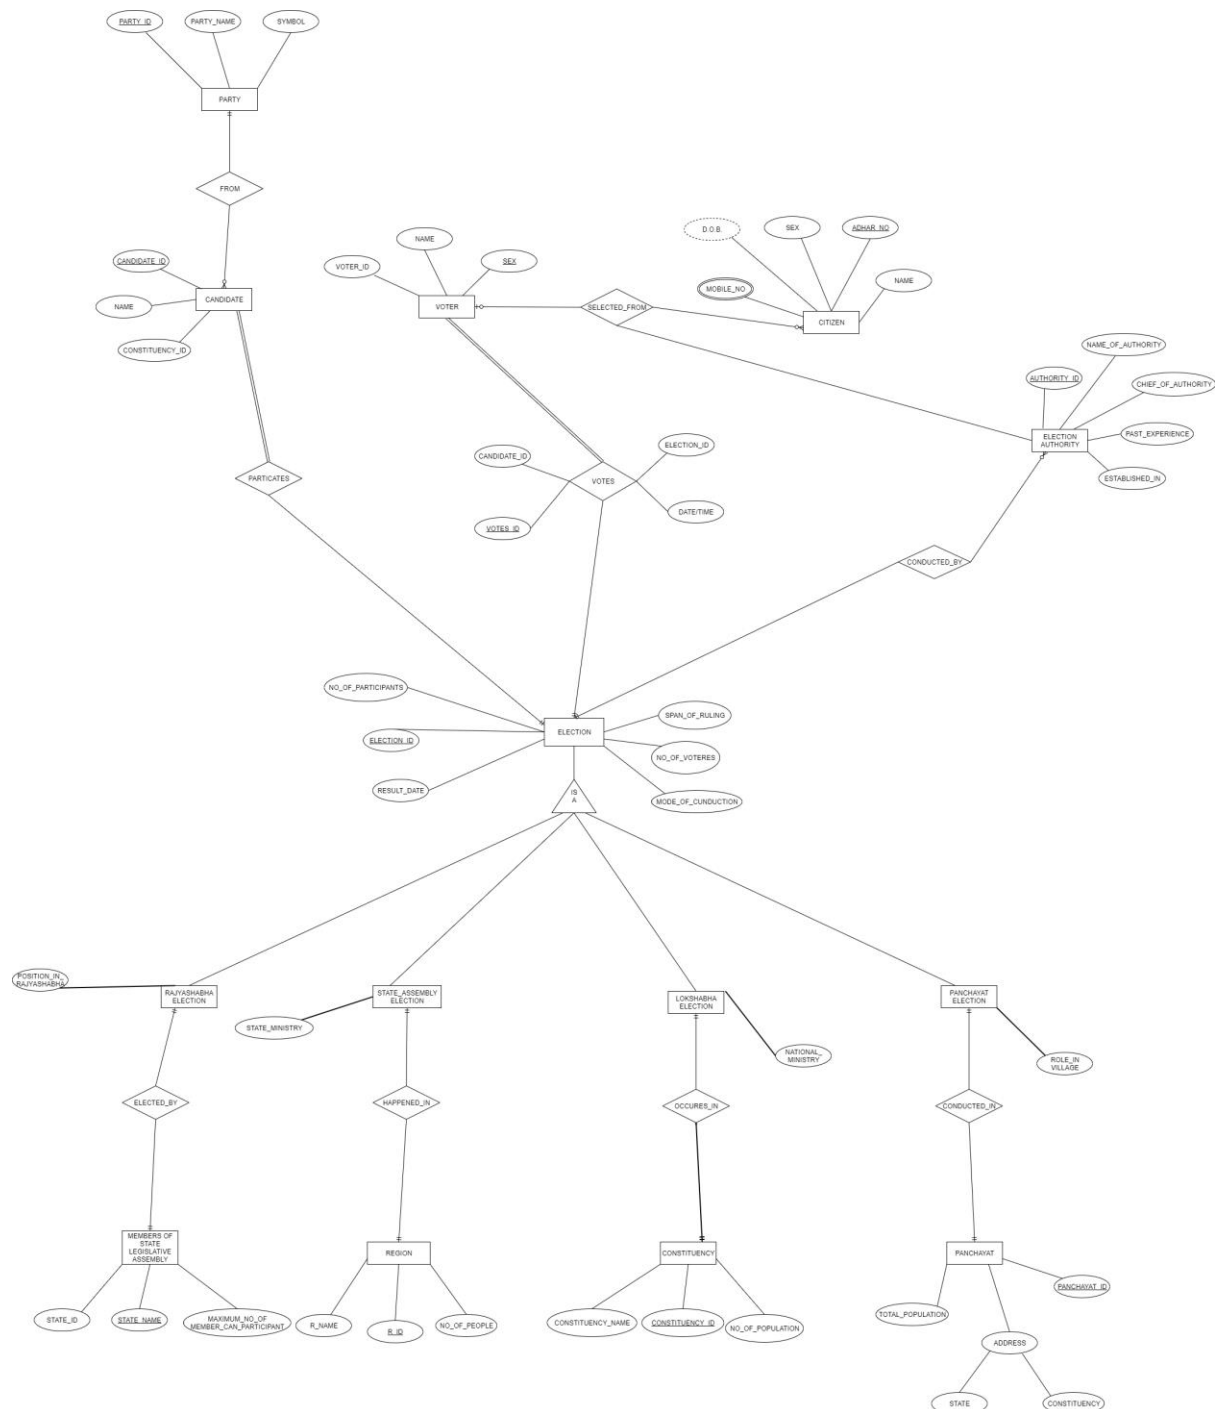 PARTY_ID
PARTY_NAME
SYMBOL
PARTY
FROM
CANDIDATE_ID
NAME
CANDIDATE
CONSTITUENCY_ID
NAME
VOTER_ID
SEX
VOTER
SELECTED_FROM
D.O.B.
SEX
ADHAR_NO
MOBILE_NO
NAME
CITIZEN
NAME_OF_AUTHORITY
AUTHORITY_ID
CHIEF_OF_AUTHORITY
ELECTION
AUTHORITY
PAST_EXPERIENCE
ESTABLISHED_IN
PARTICATES
CANDIDATE_ID
ELECTION_ID
VOTES
VOTES_ID
DATE/TIME
CONDUCTED_BY
NO_OF_PARTICIPANTS
ELECTION_ID
RESULT_DATE
ELECTION
SPAN_OF_RULING
NO_OF_VOTERES
MODE_OF_CUNDUCTION
IS
A
POSITION_IN_
RAJYASHABHA
RAJYASHABHA
ELECTION
STATE_MINISTRY
STATE_ASSEMBLY
ELECTION
LOKSHABHA
ELECTION
NATIONAL_
MINISTRY
PANCHAYAT
ELECTION
ROLE_IN
VILLAGE
ELECTED_BY
HAPPENED_IN
OCCURES_IN
CONDUCTED_IN
MEMBERS OF
STATE
LEGISLATIVE
ASSEMBLY
REGION
CONSTITUENCY
PANCHAYAT
STATE_ID
STATE_NAME
MAXIMUM_NO_OF
MEMBER_CAN_PARTICIPANT
R_NAME
R_ID
NO_OF_PEOPLE
CONSTITUENCY_NAME
CONSTITUENCY_ID
NO_OF_POPULATION
TOTAL_POPULATION
PANCHAYAT_ID
ADDRESS
STATE
CONSTITUENCY